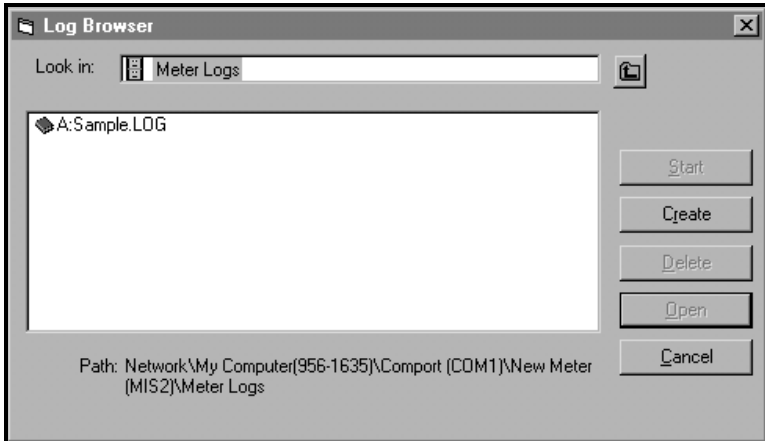 Log Browser
Look in: Meter Logs
A:Sample.LOG
Start
Create
Delete
Open
Cancel
Path: Network\My Computer(956-1635)\Comport (COM1)\New Meter
(MIS2)\Meter Logs